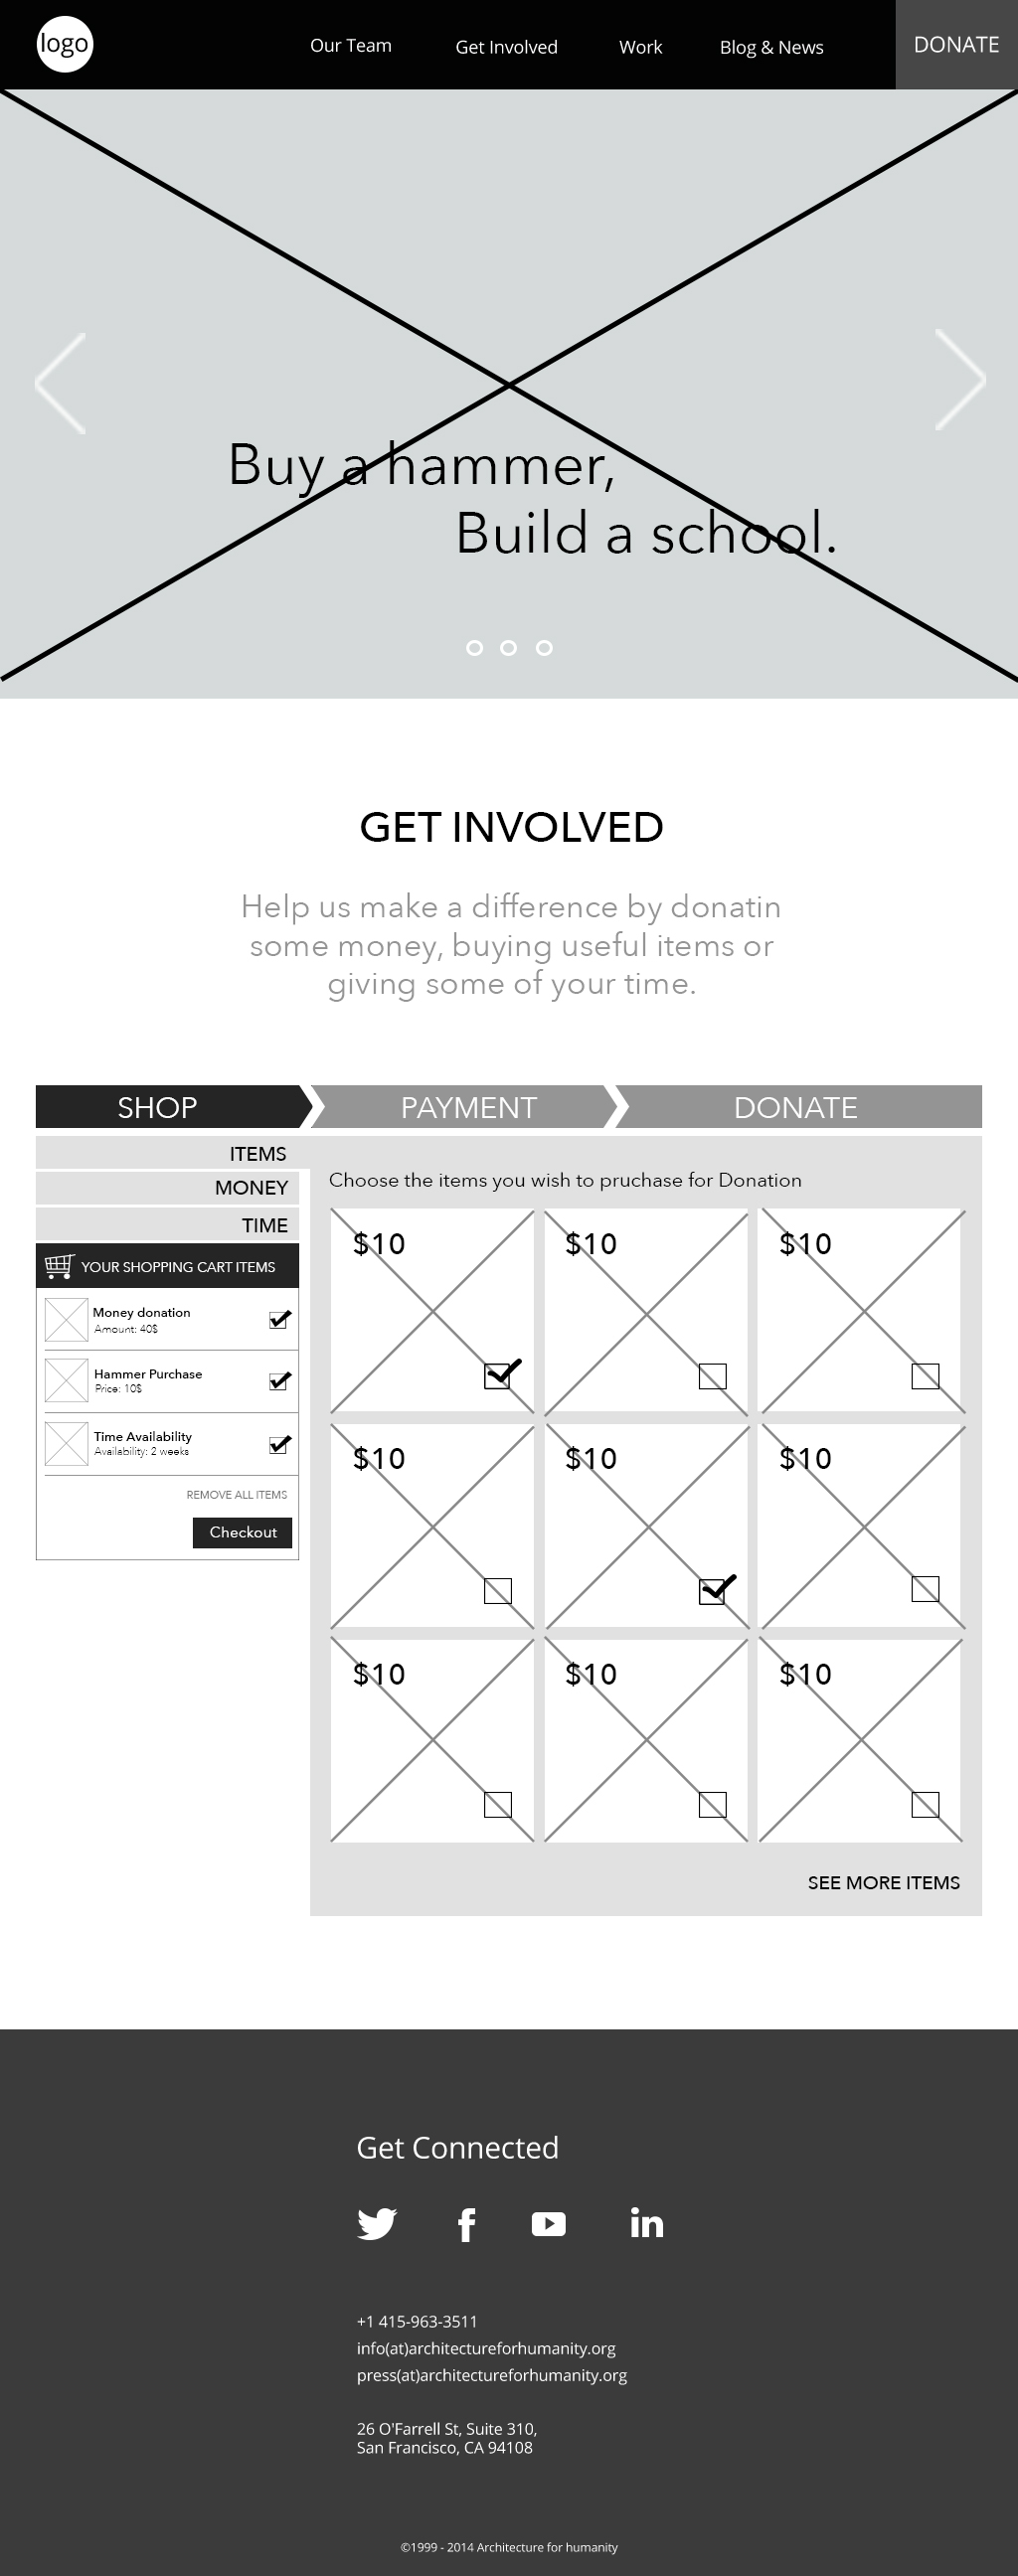 logo
Our Team
Get Involved
Work
Blog & News
DONATE
Buy a hammer,
Build a school.
GET INVOLVED
Help us make a difference by donatin
some money, buying useful items or
giving some of your time.
SHOP
PAYMENT
DONATE
ITEMS
MONEY
TIME
YOUR SHOPPING CART ITEMS
Money donation
Amount: 40$
Hammer Purchase
Price: 10$
Time Availability
Availability: 2 weeks
REMOVE ALL ITEMS
Checkout
Choose the items you wish to pruchase for Donation
$10
$10
$10
$10
$10
$10
$10
$10
$10
SEE MORE ITEMS
Get Connected
+1 415-963-3511
info(at)architectureforhumanity.org
press(at)architectureforhumanity.org
26 O'Farrell St, Suite 310,
San Francisco, CA 94108
©1999 - 2014 Architecture for humanity